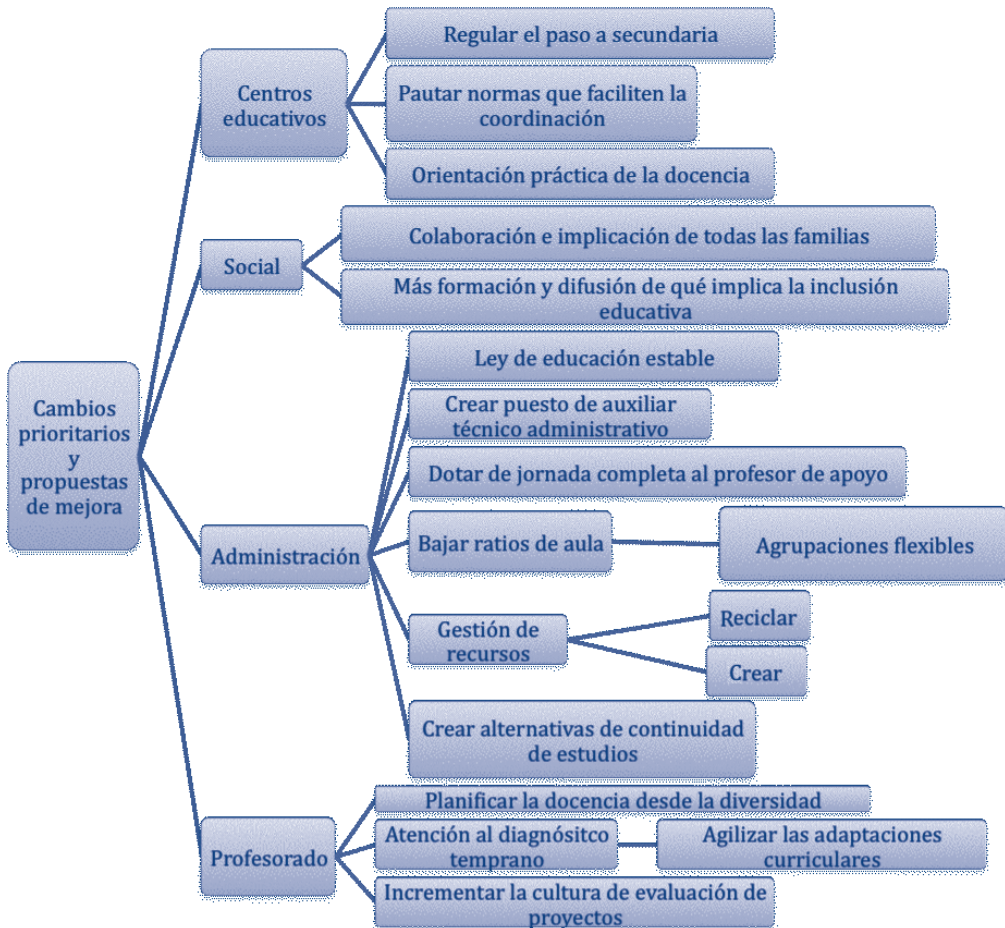 Regular el paso a secundaria
Centros
educativos
Pautar normas que faciliten la
coordinación
Orientación práctica de la docencia
Social
Colaboración e implicación de todas las familias
Más formación y difusión de qué implica la inclusión
educativa
Cambios
prioritarios
y
propuestas
de mejora
Administración
Ley de educación estable
Crear puesto de auxiliar
técnico administrativo
Dotar de jornada completa al profesor de apoyo
Bajar ratios de aula
Agrupaciones flexibles
Gestión de
recursos
Reciclar
Crear
Crear alternativas de continuidad
de estudios
Profesorado
Planificar la docencia desde la diversidad
Atención al diagnósitco
temprano
Agilizar las adaptaciones
curriculares
Incrementar la cultura de evaluación de
proyectos